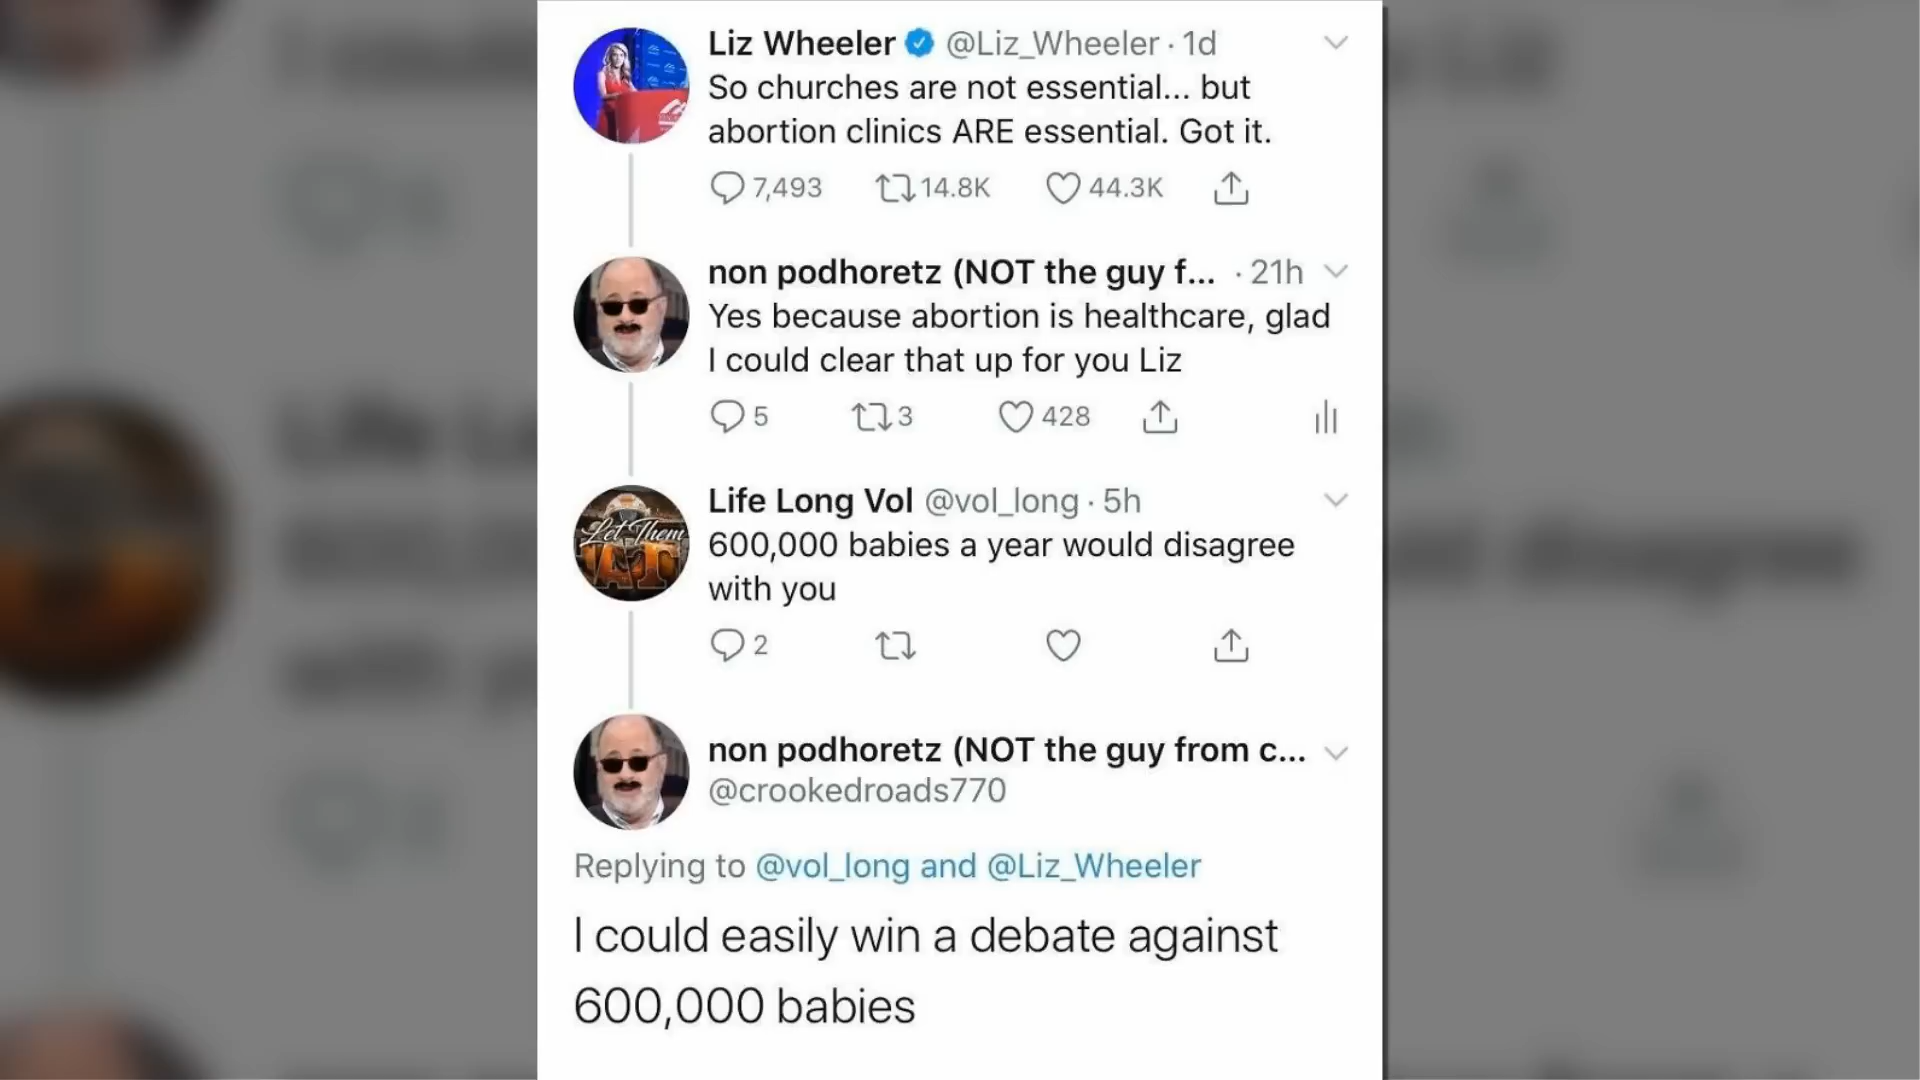 Liz Wheeler @Liz_Wheeler · 1d
So churches are not essential... but
abortion clinics ARE essential. Got it.
7,493 14.8K 44.3K
non podhoretz (NOT the guy f... · 21h
Yes because abortion is healthcare, glad
I could clear that up for you Liz
5 3 428
Life Long Vol @vol_long · 5h
Let Them
600,000 babies a year would disagree
with you
2
non podhoretz (NOT the guy from c...
@crookedroads770
Replying to @vol_long and @Liz_Wheeler
I could easily win a debate against
600,000 babies